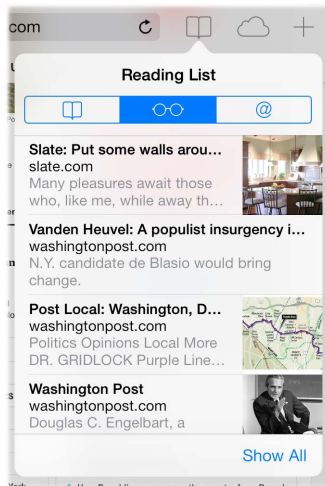 com
Reading List
@
Slate: Put some walls arou...
slate.com
Many pleasures await those
who, like me, while away th...
Vanden Heuvel: A populist insurgency i...
washingtonpost.com
N.Y. candidate de Blasio would bring
change.
Post Local: Washington, D...
washingtonpost.com
Politics Opinions Local More
DR. GRIDLOCK Purple Line...
Washington Post
washingtonpost.com
Douglas C. Engelbart, a
Show All